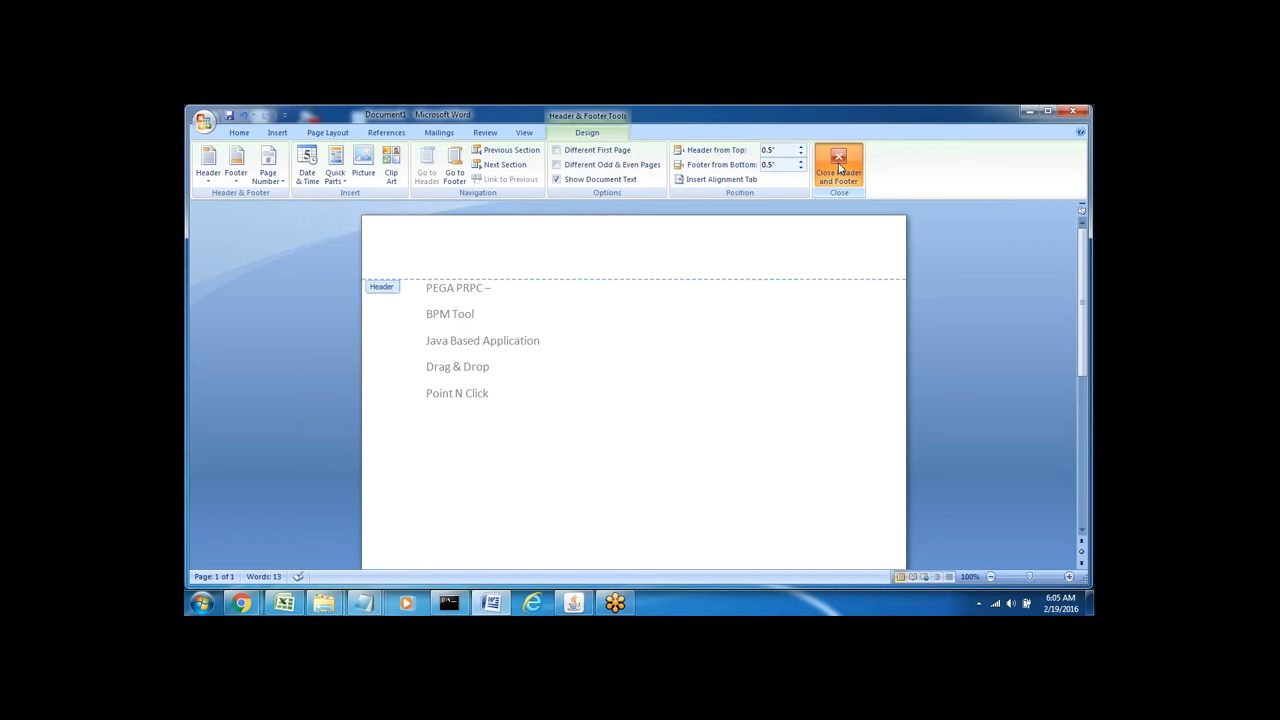 Document1 - Microsoft Word
Header & Footer Tools
Home Insert Page Layout References Mailings Review View Design
Header
Footer
Page Number
Header & Footer
Date & Time
Quick Parts
Picture
Clip Art
Insert
Go to Header
Go to Footer
Previous Section
Next Section
Link to Previous
Navigation
Different First Page
Different Odd & Even Pages
Show Document Text
Options
Header from Top: 0.5"
Footer from Bottom: 0.5"
Insert Alignment Tab
Position
Close Header and Footer
Close
Header
PEGA PRPC –
BPM Tool
Java Based Application
Drag & Drop
Point N Click
Page: 1 of 1 Words: 13
100%
6:05 AM
2/19/2016